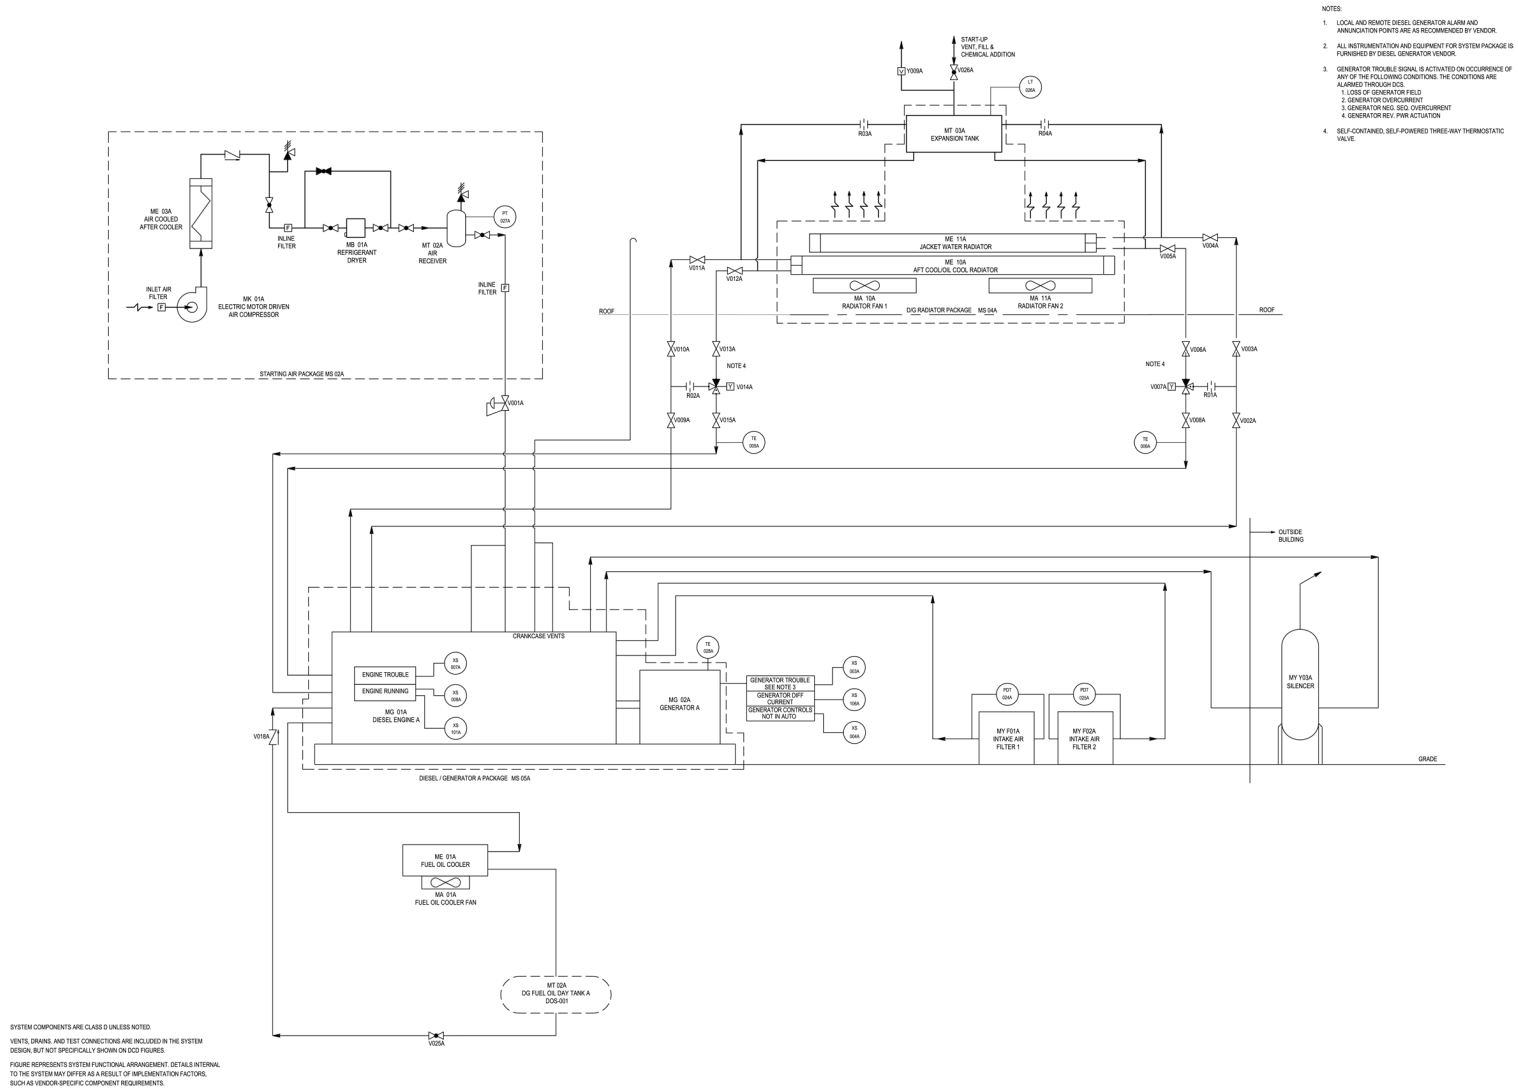 NOTES:
1. LOCAL AND REMOTE DIESEL GENERATOR ALARM AND
ANNUNCIATION POINTS ARE AS RECOMMENDED BY VENDOR.
2. ALL INSTRUMENTATION AND EQUIPMENT FOR SYSTEM PACKAGE IS
FURNISHED BY DIESEL GENERATOR VENDOR.
3. GENERATOR TROUBLE SIGNAL IS ACTIVATED ON OCCURRENCE OF
ANY OF THE FOLLOWING CONDITIONS. THE CONDITIONS ARE
ALARMED THROUGH DCS.
1. LOSS OF GENERATOR FIELD
2. GENERATOR OVERCURRENT
3. GENERATOR NEG. SEQ. OVERCURRENT
4. GENERATOR REV. PWR ACTUATION
4. SELF-CONTAINED, SELF-POWERED THREE-WAY THERMOSTATIC
VALVE.
START-UP
VENT, FILL &
CHEMICAL ADDITION
V
Y009A
V026A
LT
026A
R03A
MT 03A
EXPANSION TANK
R04A
ME 03A
AIR COOLED
AFTER COOLER
F
INLINE
FILTER
MB 01A
REFRIGERANT
DRYER
MT 02A
AIR
RECEIVER
PT
027A
INLINE
FILTER
F
INLET AIR
FILTER
F
MK 01A
ELECTRIC MOTOR DRIVEN
AIR COMPRESSOR
STARTING AIR PACKAGE MS 02A
V001A
ME 11A
JACKET WATER RADIATOR
ME 10A
AFT COOL/OIL COOL RADIATOR
MA 10A
RADIATOR FAN 1
MA 11A
RADIATOR FAN 2
D/G RADIATOR PACKAGE MS 04A
ROOF
ROOF
V011A
V012A
V004A
V005A
V010A
V013A
NOTE 4
R02A
Y
V014A
V009A
V015A
TE
005A
V006A
V003A
NOTE 4
V007A
Y
R01A
V008A
V002A
TE
006A
OUTSIDE
BUILDING
CRANKCASE VENTS
ENGINE TROUBLE
ENGINE RUNNING
XS
007A
XS
008A
XS
101A
MG 01A
DIESEL ENGINE A
TE
028A
MG 02A
GENERATOR A
GENERATOR TROUBLE
SEE NOTE 3
GENERATOR DIFF
CURRENT
GENERATOR CONTROLS
NOT IN AUTO
XS
003A
XS
106A
XS
004A
PDT
024A
PDT
025A
MY F01A
INTAKE AIR
FILTER 1
MY F02A
INTAKE AIR
FILTER 2
MY Y03A
SILENCER
GRADE
V018A
DIESEL / GENERATOR A PACKAGE MS 05A
ME 01A
FUEL OIL COOLER
MA 01A
FUEL OIL COOLER FAN
MT 02A
DG FUEL OIL DAY TANK A
DOS-001
V025A
SYSTEM COMPONENTS ARE CLASS D UNLESS NOTED.
VENTS, DRAINS. AND TEST CONNECTIONS ARE INCLUDED IN THE SYSTEM
DESIGN, BUT NOT SPECIFICALLY SHOWN ON DCD FIGURES.
FIGURE REPRESENTS SYSTEM FUNCTIONAL ARRANGEMENT. DETAILS INTERNAL
TO THE SYSTEM MAY DIFFER AS A RESULT OF IMPLEMENTATION FACTORS,
SUCH AS VENDOR-SPECIFIC COMPONENT REQUIREMENTS.